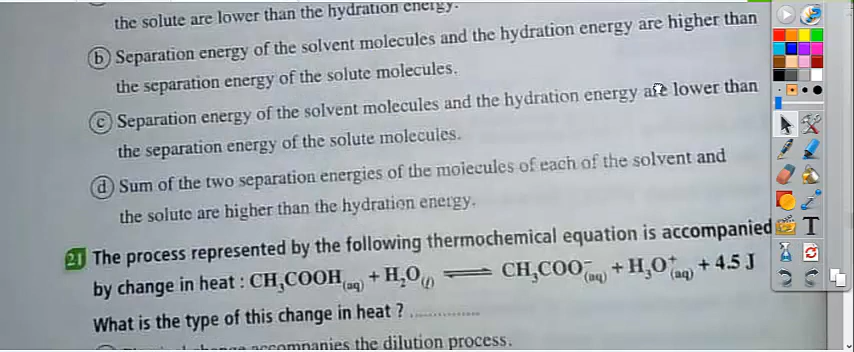 the solute are lower than the hydration energy.
b Separation energy of the solvent molecules and the hydration energy are higher than
the separation energy of the solute molecules.
c Separation energy of the solvent molecules and the hydration energy are lower than
the separation energy of the solute molecules.
d Sum of the two separation energies of the molecules of each of the solvent and
the solute are higher than the hydration energy.
21 The process represented by the following thermochemical equation is accompanied
by change in heat : CH₃COOH(aq) + H₂O(l) ⇌ CH₃COO⁻(aq) + H₃O⁺(aq) + 4.5 J
What is the type of this change in heat ? ..............
change accompanies the dilution process.
T